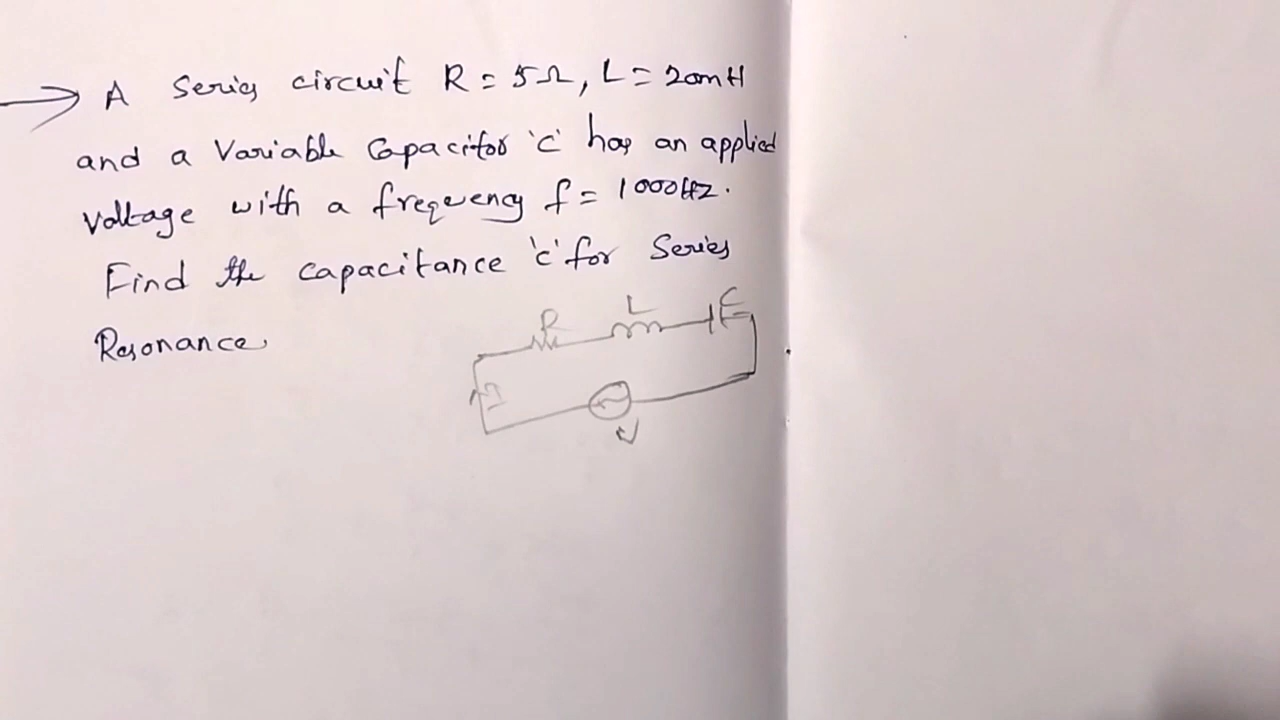 A Series circuit R = 5Ω, L = 20mH
and a Variable Capacitor 'C' has an applied
Voltage with a frequency f = 1000Hz.
Find the capacitance 'c' for Series
Resonance.
R L C
V